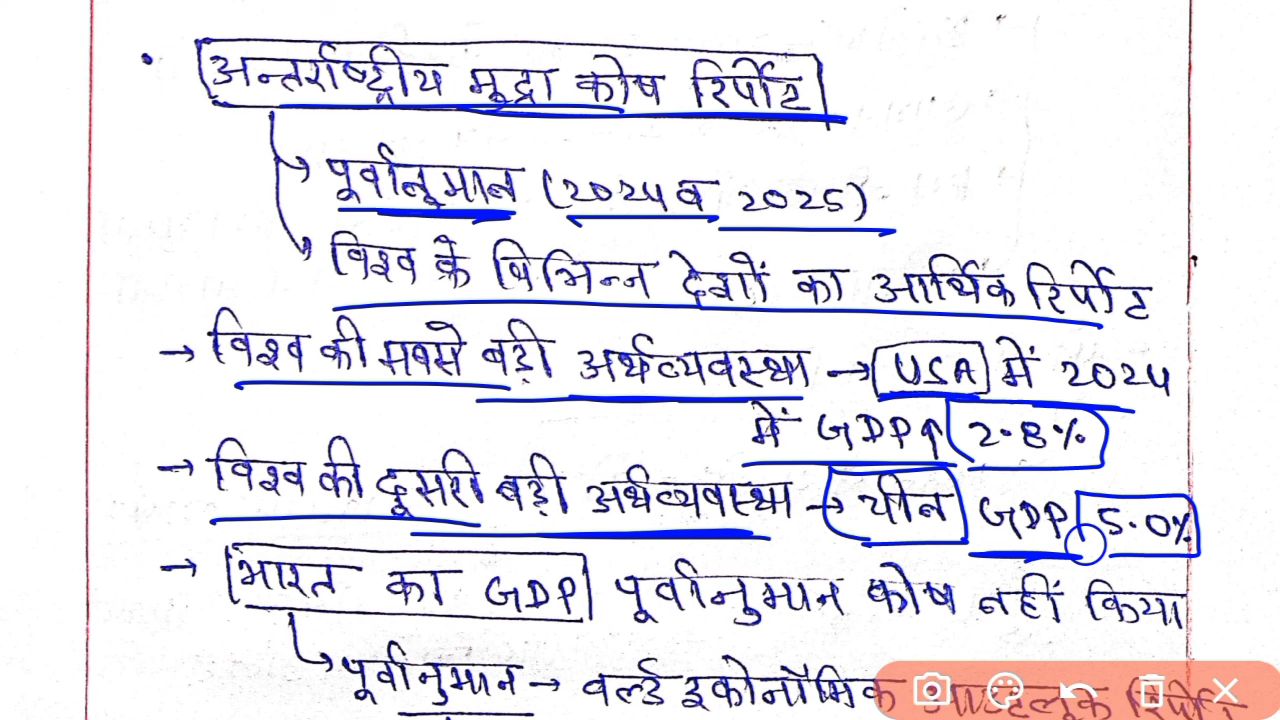 अन्तर्राष्ट्रीय मूद्रा कोष रिर्पोट
→ पूर्वानूमान (2024 व 2025)
→ विश्व के विभिन्न देशों का आर्थिक रिर्पोट
→ विश्व की सबसे बड़ी अर्थव्यवस्था → USA में 2024
में GDP↑ 2.8%
→ विश्व की दूसरी बड़ी अर्थव्यवस्था → चीन GDP 5.0%
→ भारत का GDP पूर्वानुमान कोष नहीं किया
→ पूर्वानुमान → वर्ल्ड इकोनॉमिक आउटलुक रिर्पोट